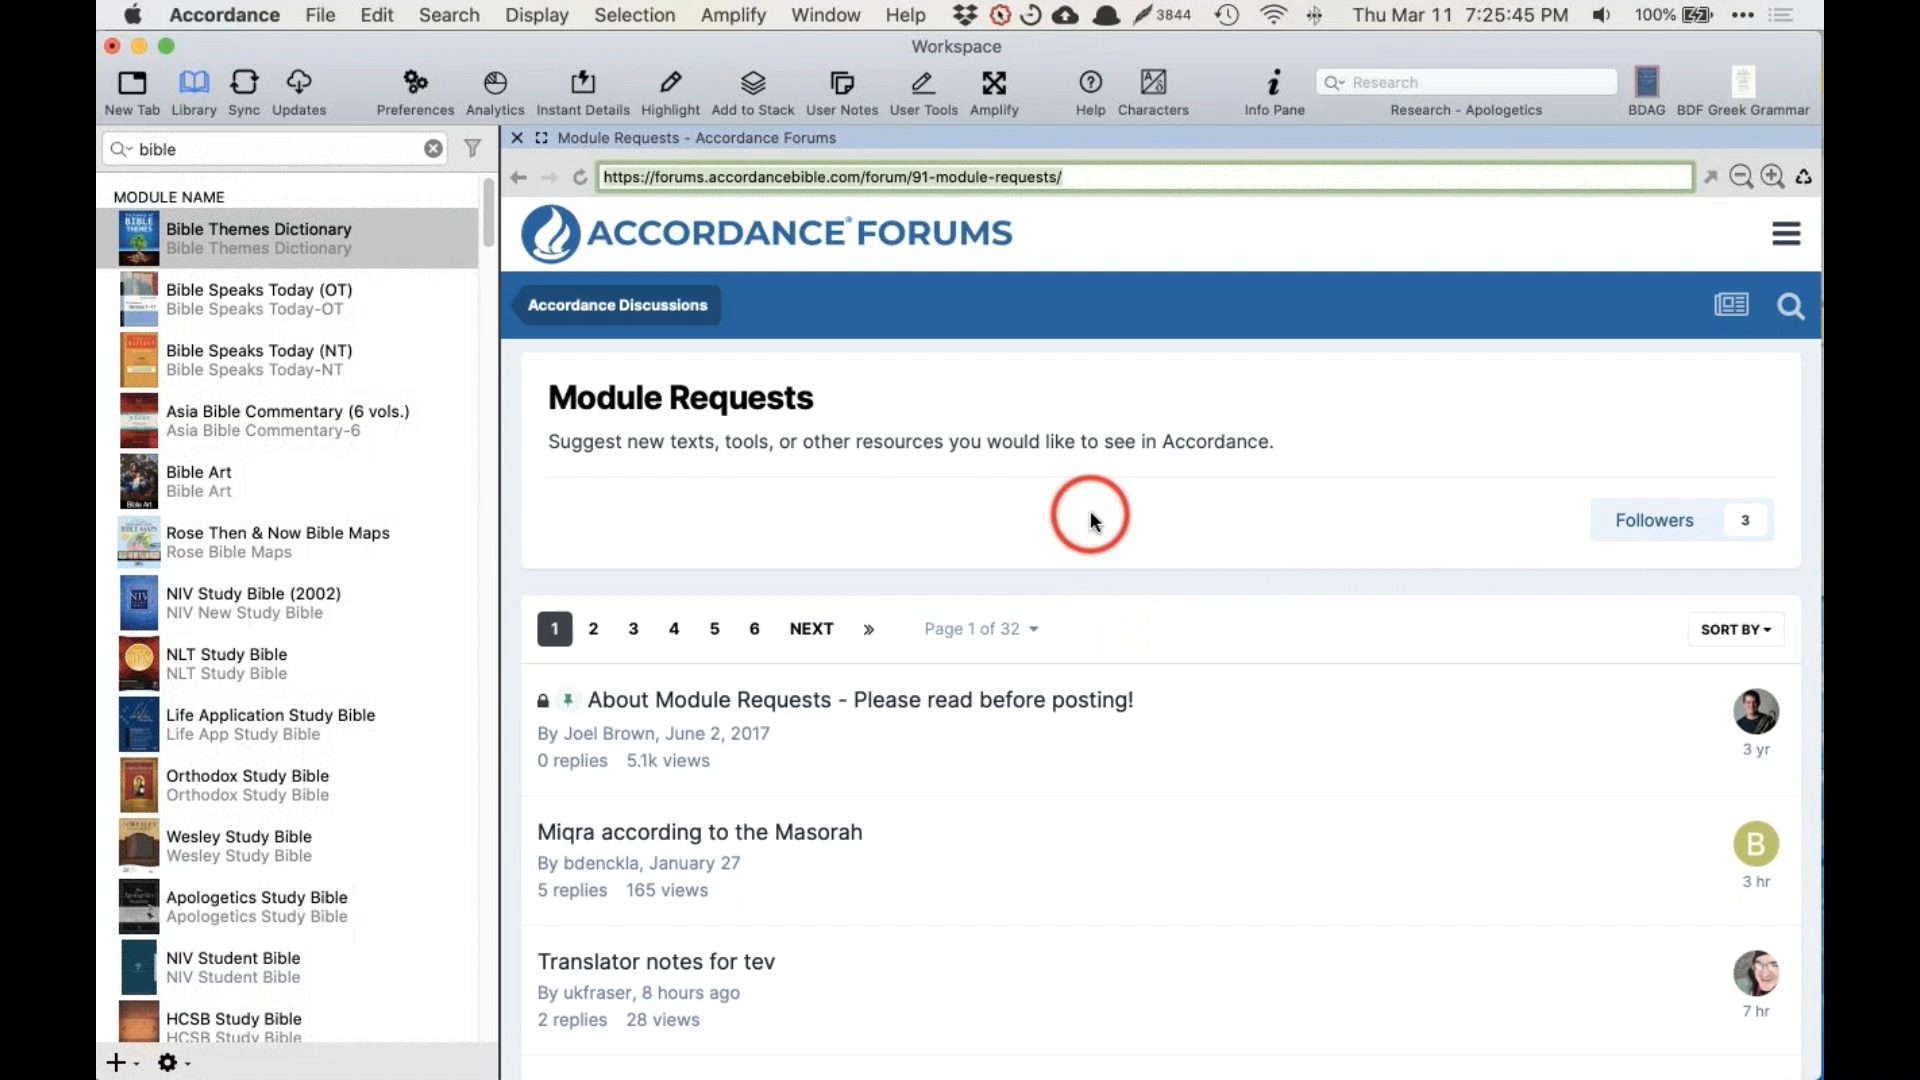 Accordance File Edit Search Display Selection Amplify Window Help 3844 Thu Mar 11 7:25:45 PM 100%
Workspace
New Tab Library Sync Updates Preferences Analytics Instant Details Highlight Add to Stack User Notes User Tools Amplify Help Characters Info Pane Research Research - Apologetics BDAG BDF Greek Grammar
bible
Module Requests - Accordance Forums
https://forums.accordancebible.com/forum/91-module-requests/
MODULE NAME
Bible Themes Dictionary
Bible Themes Dictionary
Bible Speaks Today (OT)
Bible Speaks Today-OT
Bible Speaks Today (NT)
Bible Speaks Today-NT
Asia Bible Commentary (6 vols.)
Asia Bible Commentary-6
Bible Art
Bible Art
Rose Then & Now Bible Maps
Rose Bible Maps
NIV Study Bible (2002)
NIV New Study Bible
NLT Study Bible
NLT Study Bible
Life Application Study Bible
Life App Study Bible
Orthodox Study Bible
Orthodox Study Bible
Wesley Study Bible
Wesley Study Bible
Apologetics Study Bible
Apologetics Study Bible
NIV Student Bible
NIV Student Bible
HCSB Study Bible
HCSB Study Bible
ACCORDANCE® FORUMS
Accordance Discussions
Module Requests
Suggest new texts, tools, or other resources you would like to see in Accordance.
Followers 3
1 2 3 4 5 6 NEXT » Page 1 of 32 SORT BY
About Module Requests - Please read before posting!
By Joel Brown, June 2, 2017
3 yr
0 replies 5.1k views
Miqra according to the Masorah
B
By bdenckla, January 27
3 hr
5 replies 165 views
Translator notes for tev
By ukfraser, 8 hours ago
7 hr
2 replies 28 views